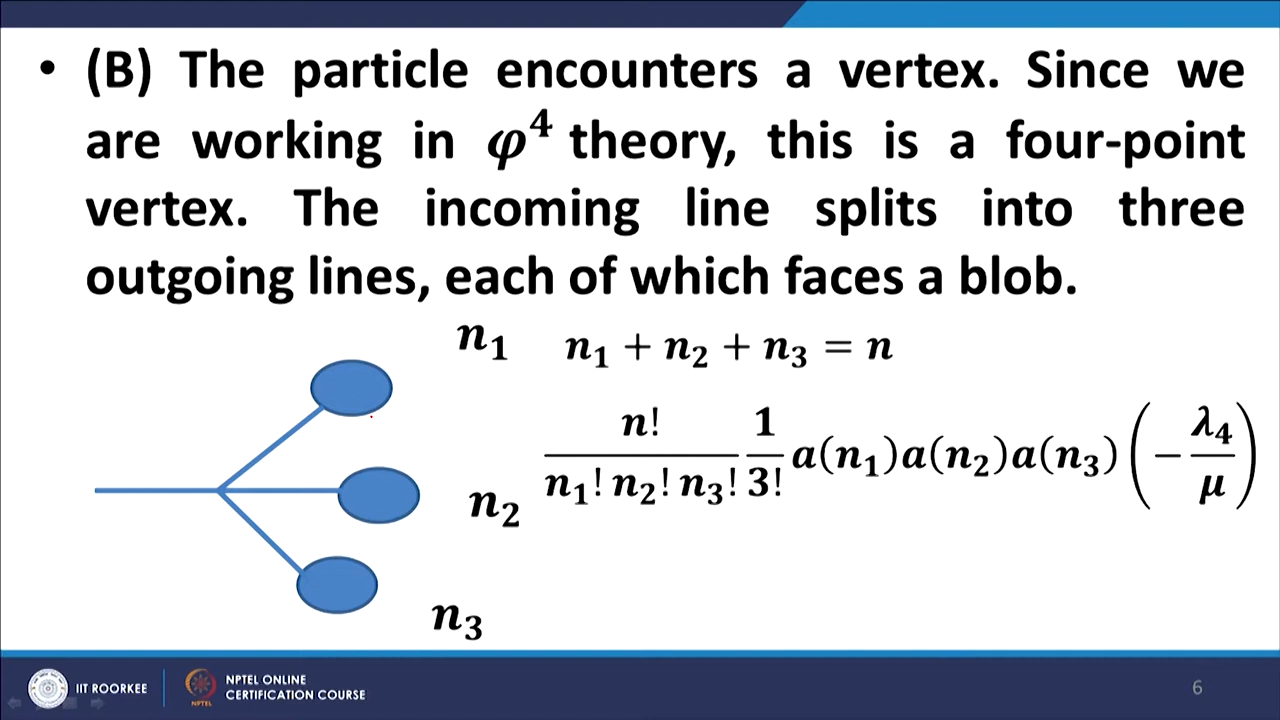 • (B) The particle encounters a vertex. Since we
are working in φ⁴ theory, this is a four-point
vertex. The incoming line splits into three
outgoing lines, each of which faces a blob.
n₁ n₁ + n₂ + n₃ = n
n!/(n₁! n₂! n₃!) 1/3! a(n₁)a(n₂)a(n₃) (−λ₄/μ)
n₂
n₃
IIT ROORKEE
NPTEL ONLINE
CERTIFICATION COURSE
NPTEL
6